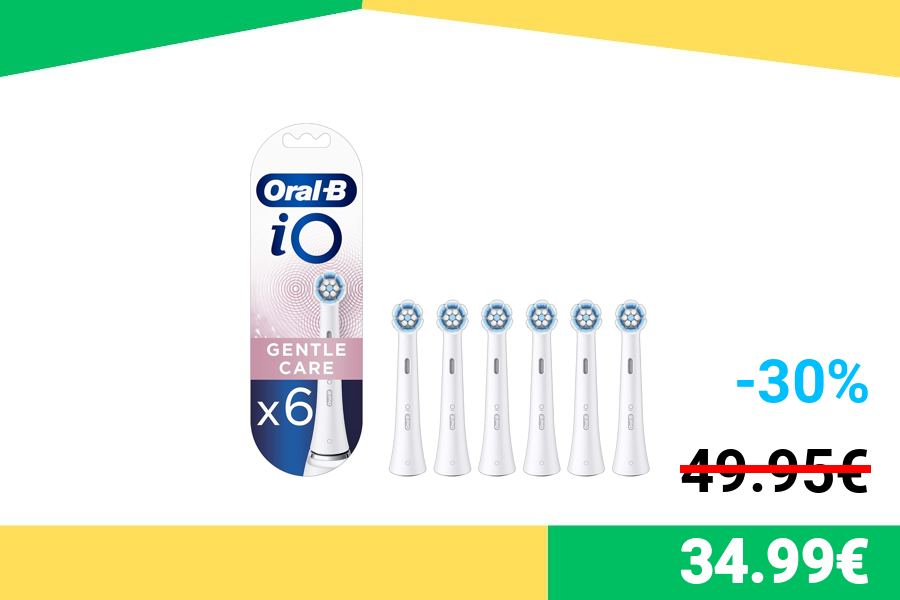 Oral-B
iO
GENTLE
CARE
x6
-30%
49.95€
34.99€